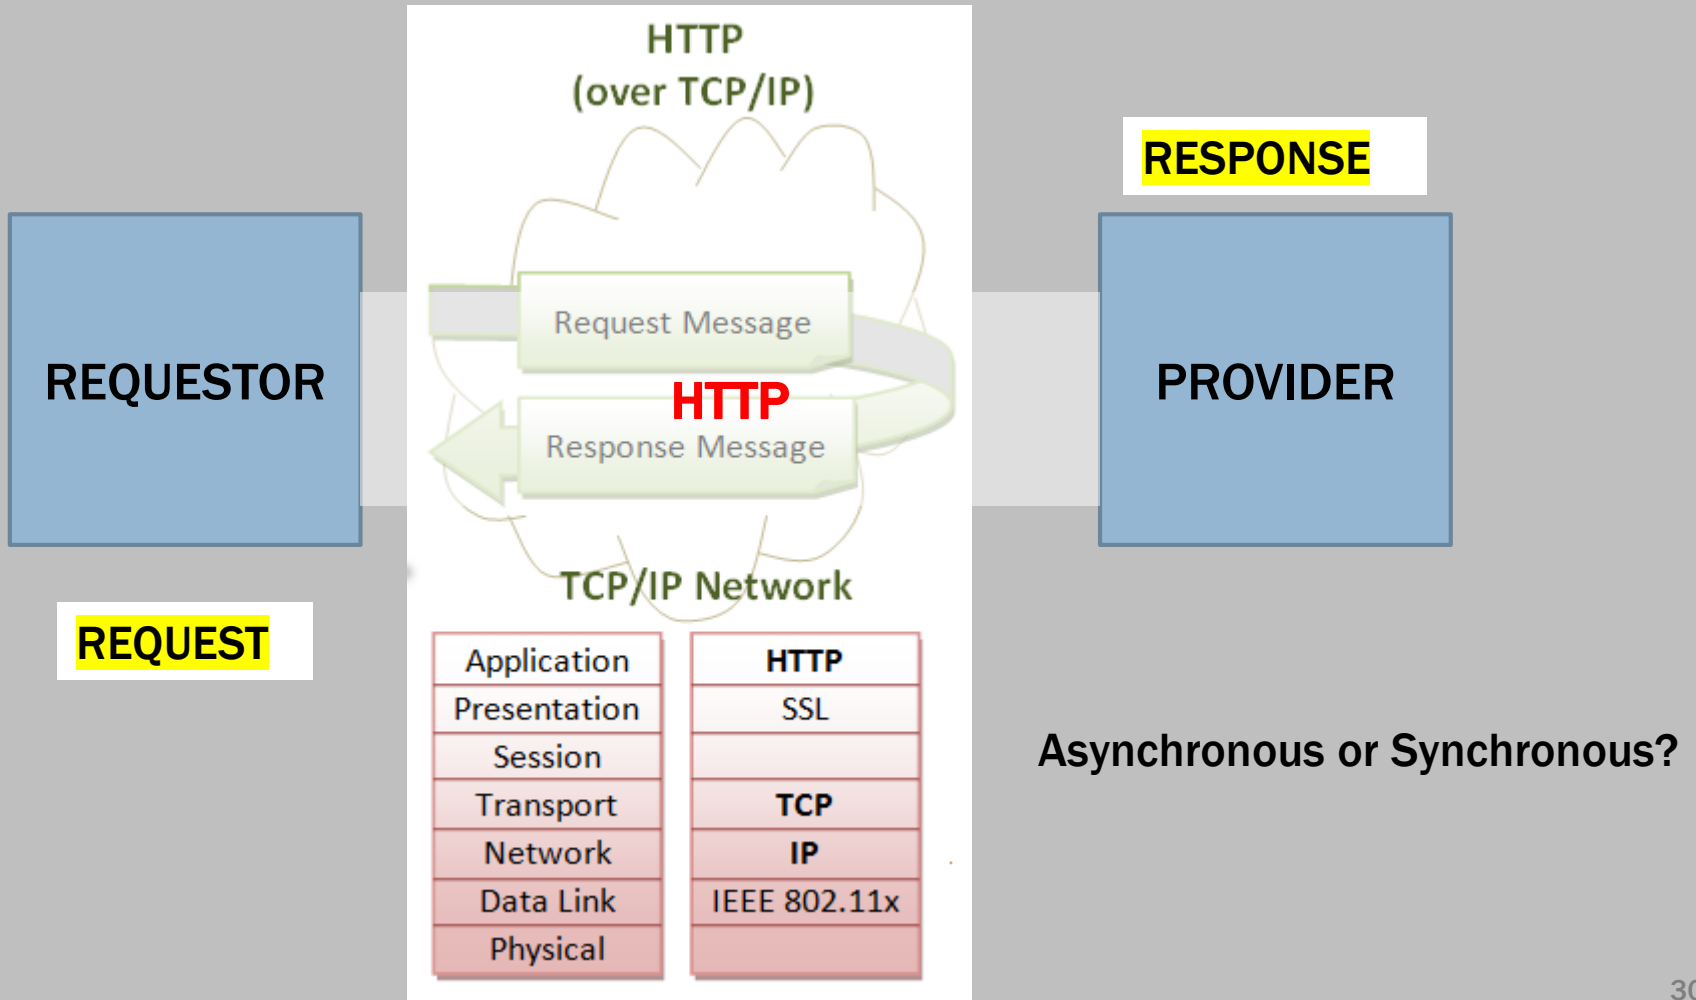 HTTP
(over TCP/IP)
RESPONSE
Request Message
REQUESTOR
HTTP
PROVIDER
Response Message
TCP/IP Network
REQUEST
Application HTTP
Presentation SSL
Session
Transport TCP
Network IP
Data Link IEEE 802.11x
Physical
Asynchronous or Synchronous?
30